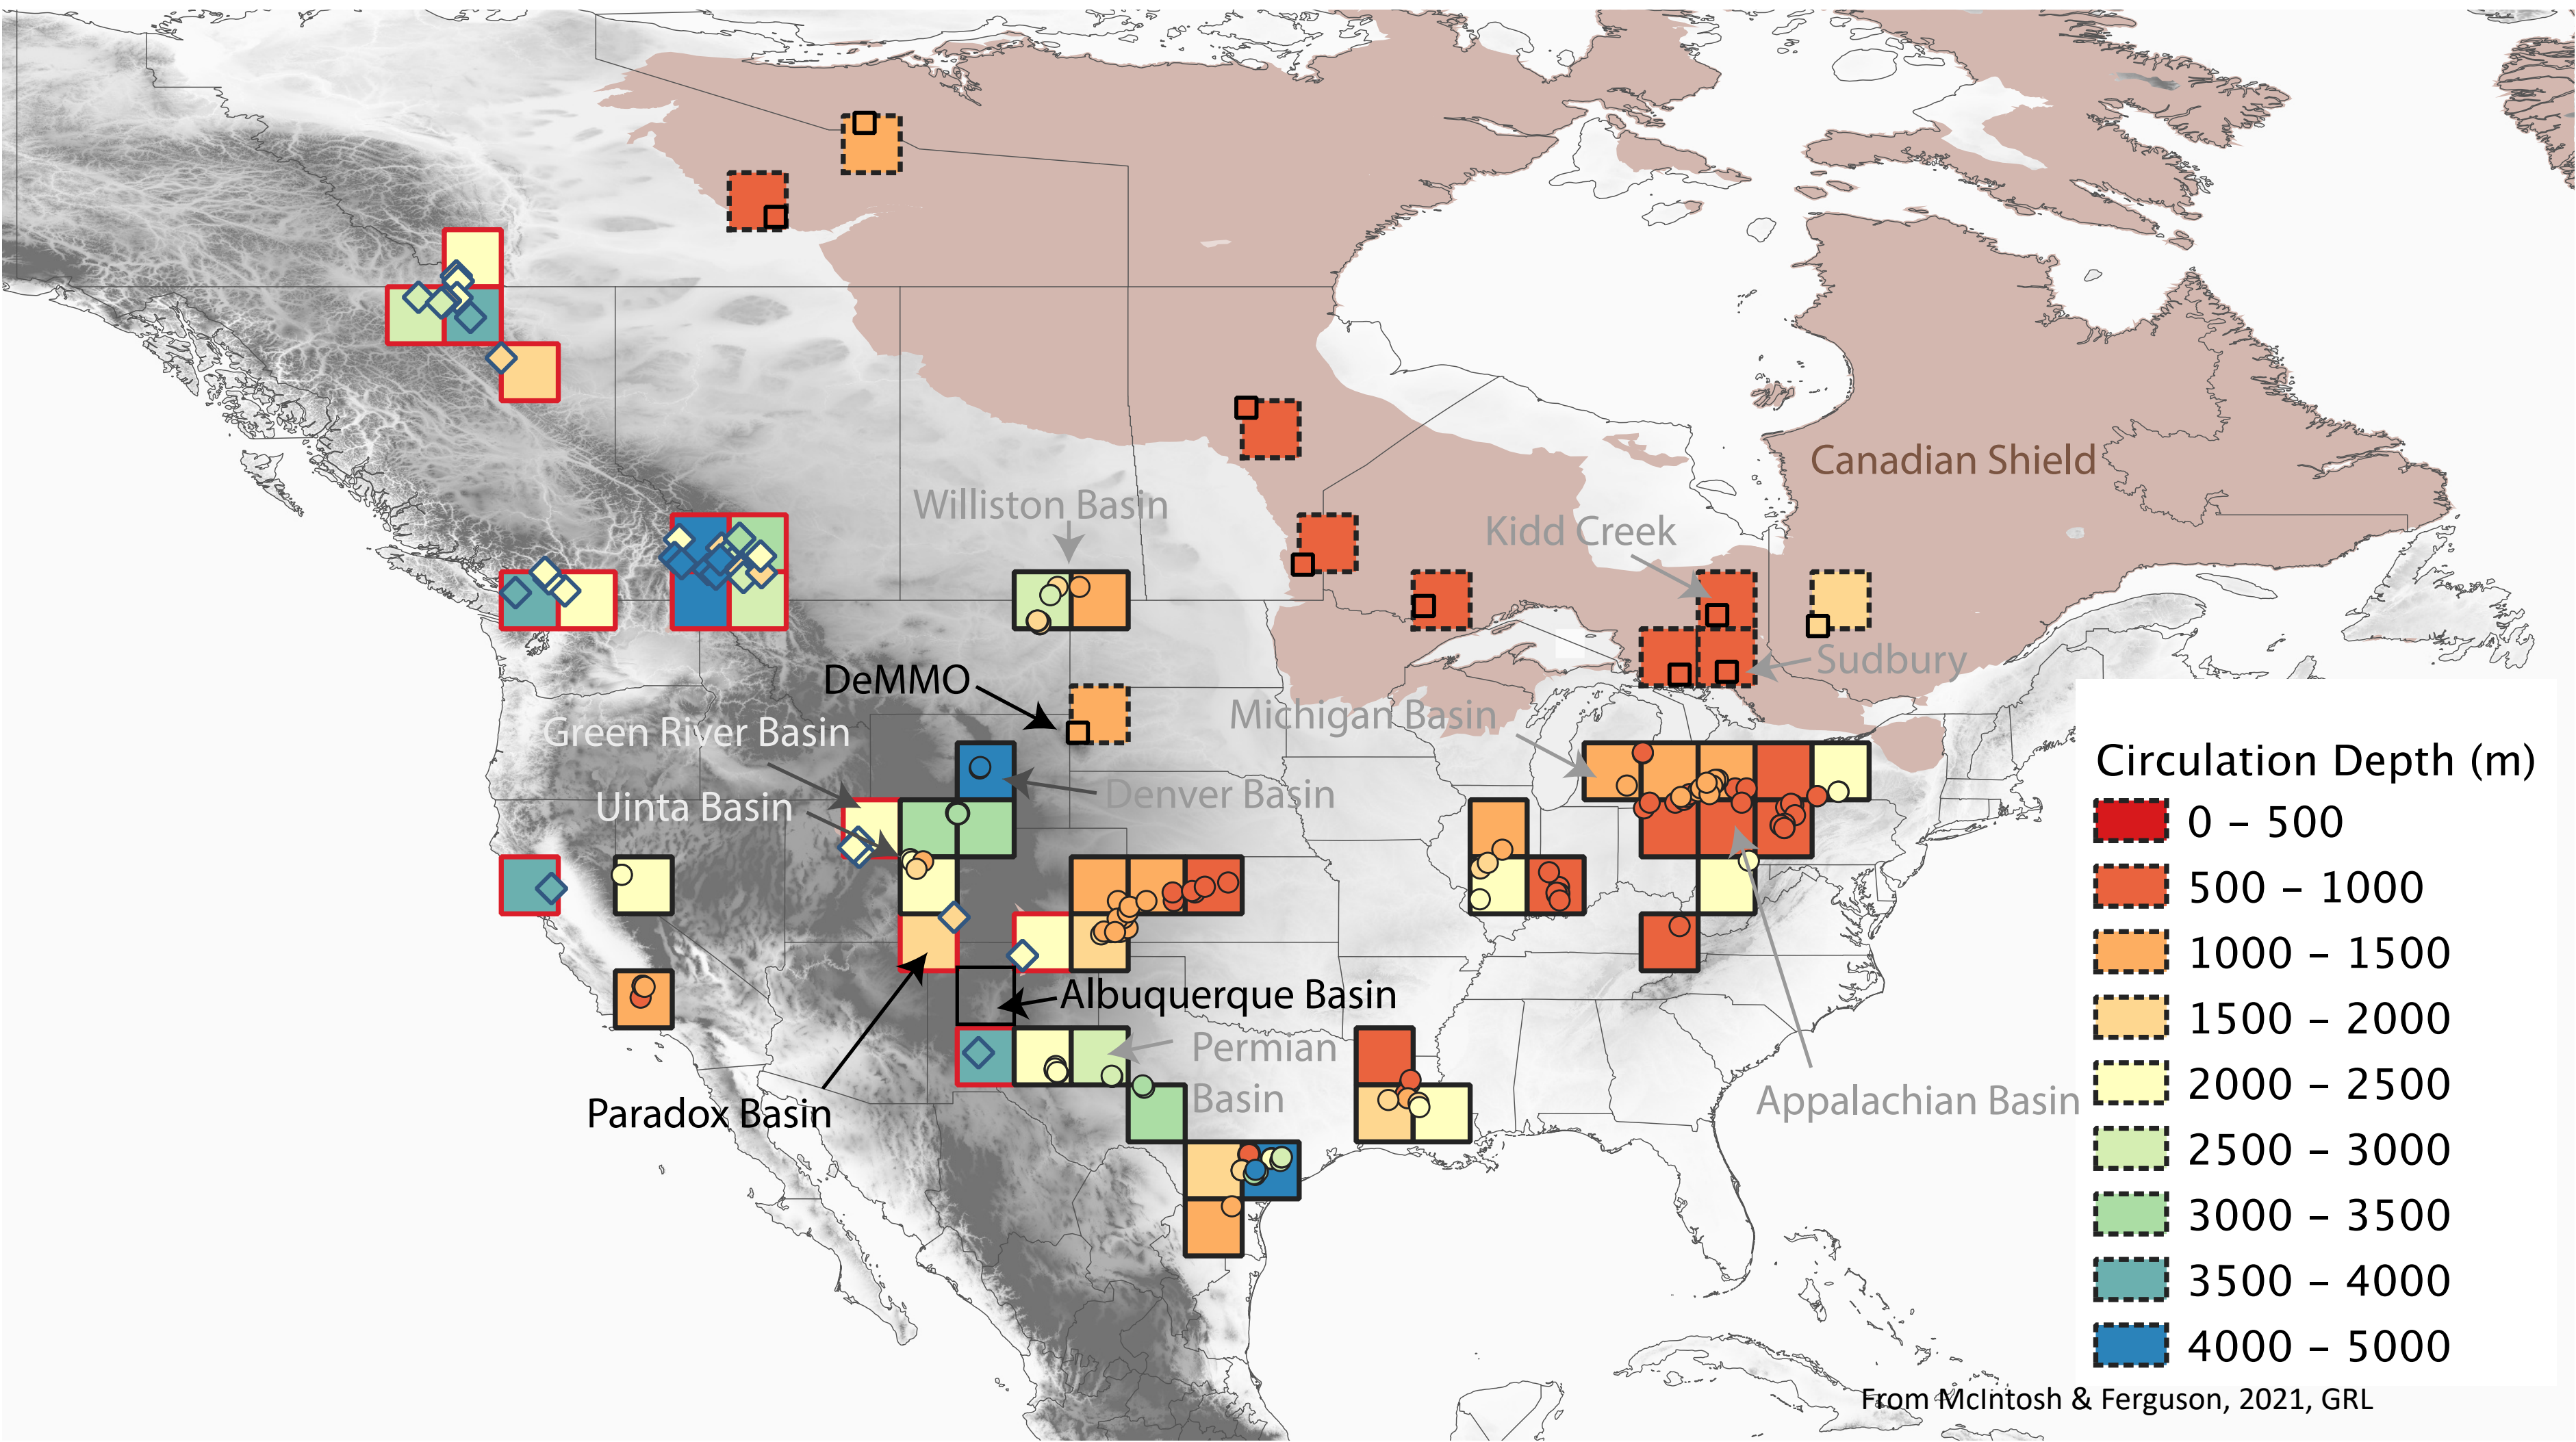 Canadian Shield
Williston Basin
Kidd Creek
Sudbury
DeMMO
Michigan Basin
Green River Basin
Uinta Basin
Denver Basin
Albuquerque Basin
Permian
Basin
Paradox Basin
Appalachian Basin
Circulation Depth (m)
0 – 500
500 – 1000
1000 – 1500
1500 – 2000
2000 – 2500
2500 – 3000
3000 – 3500
3500 – 4000
4000 – 5000
From McIntosh & Ferguson, 2021, GRL